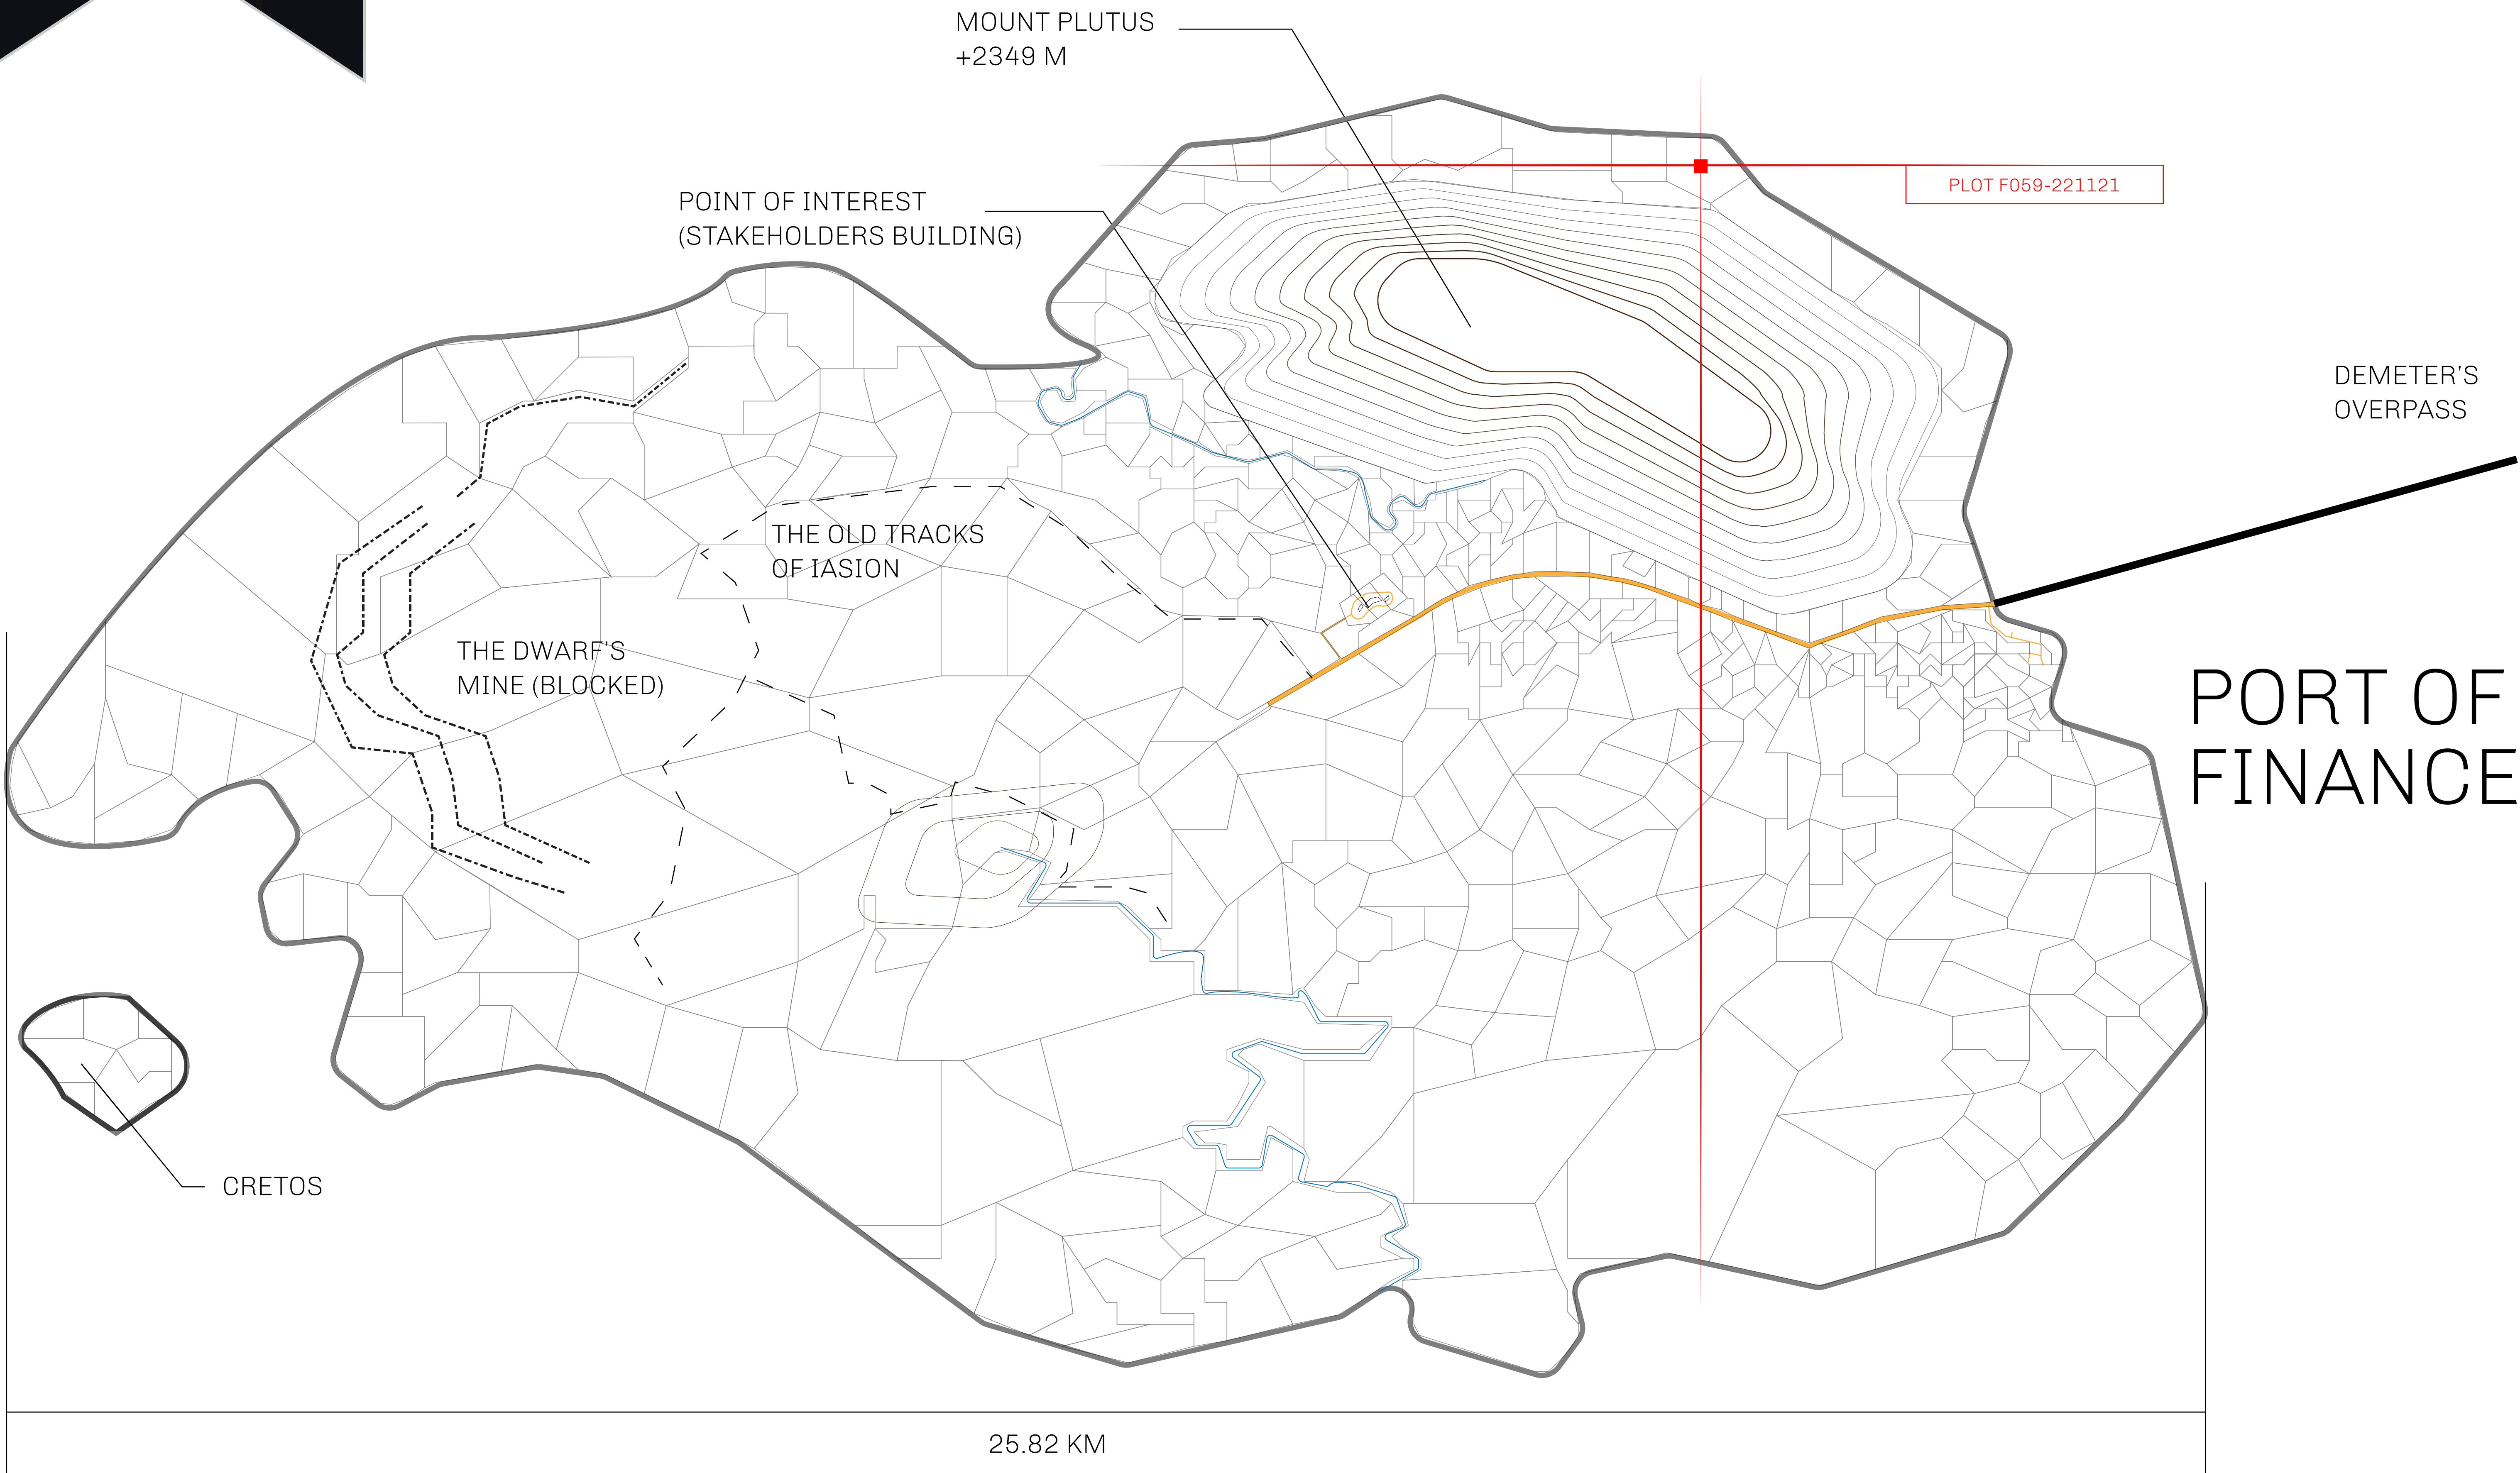 MOUNT PLUTUS
+2349 M
PLOT F059-221121
POINT OF INTEREST
(STAKEHOLDERS BUILDING)
DEMETER'S
OVERPASS
THE OLD TRACKS
OF IASION
THE DWARF'S
MINE (BLOCKED)
PORT OF
FINANCE
CRETOS
25.82 KM